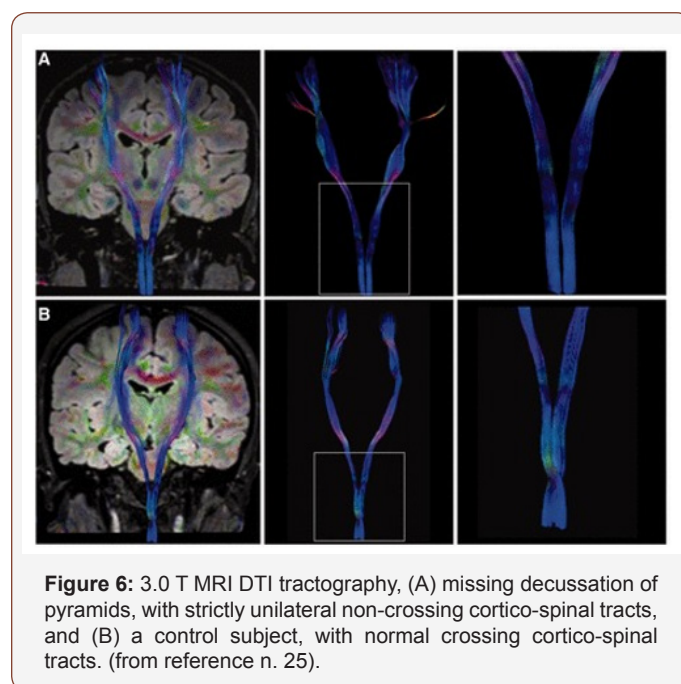 A
B
Figure 6: 3.0 T MRI DTI tractography, (A) missing decussation of
pyramids, with strictly unilateral non-crossing cortico-spinal tracts,
and (B) a control subject, with normal crossing cortico-spinal
tracts. (from reference n. 25).